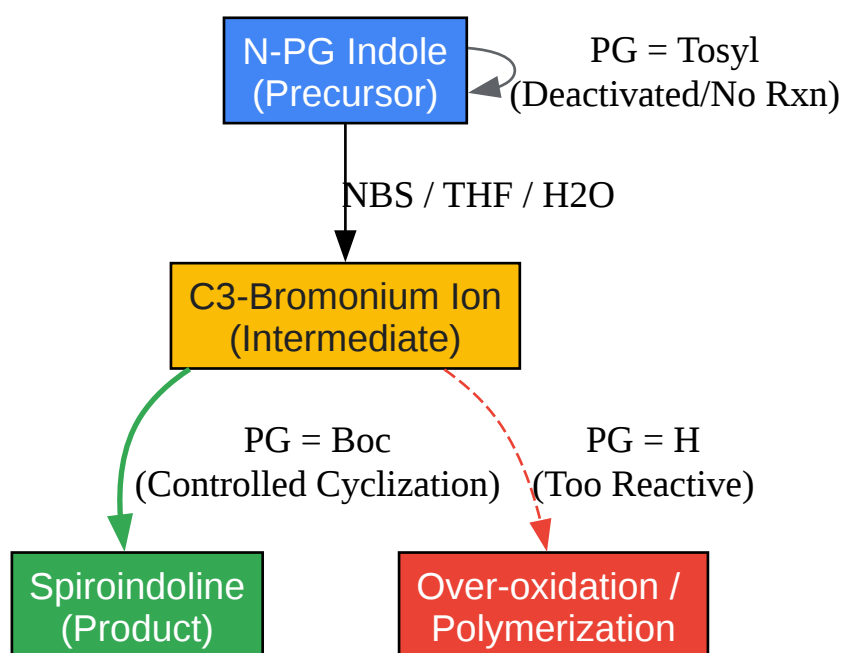 N-PG Indole
(Precursor)
PG = Tosyl
(Deactivated/No Rxn)
NBS / THF / H2O
C3-Bromonium Ion
(Intermediate)
PG = Boc
(Controlled Cyclization)
PG = H
(Too Reactive)
Spiroindoline
(Product)
Over-oxidation /
Polymerization